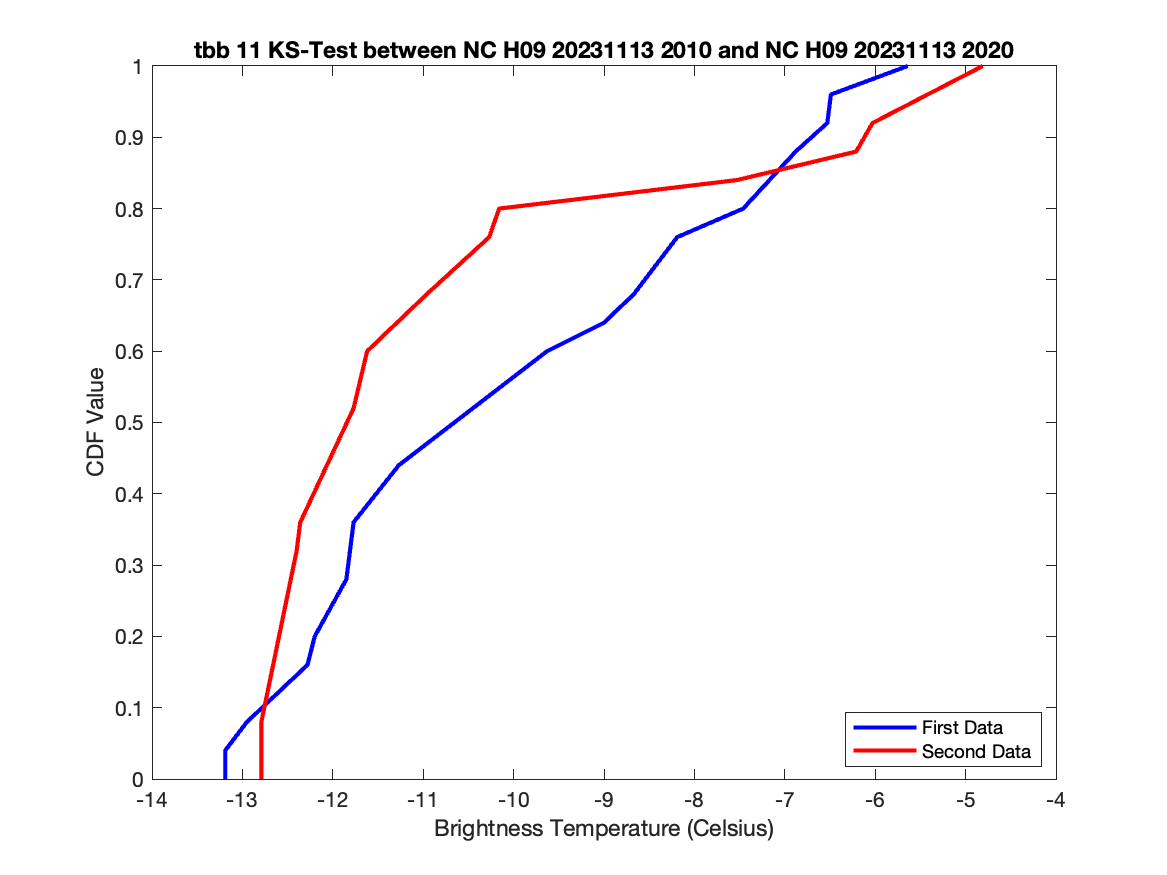 tbb 11 KS-Test between NC H09 20231113 2010 and NC H09 20231113 2020
1
0.9
0.8
0.7
0.6
0.5
0.4
0.3
0.2
0.1
0
CDF Value
First Data
Second Data
-14 -13 -12 -11 -10 -9 -8 -7 -6 -5 -4
Brightness Temperature (Celsius)